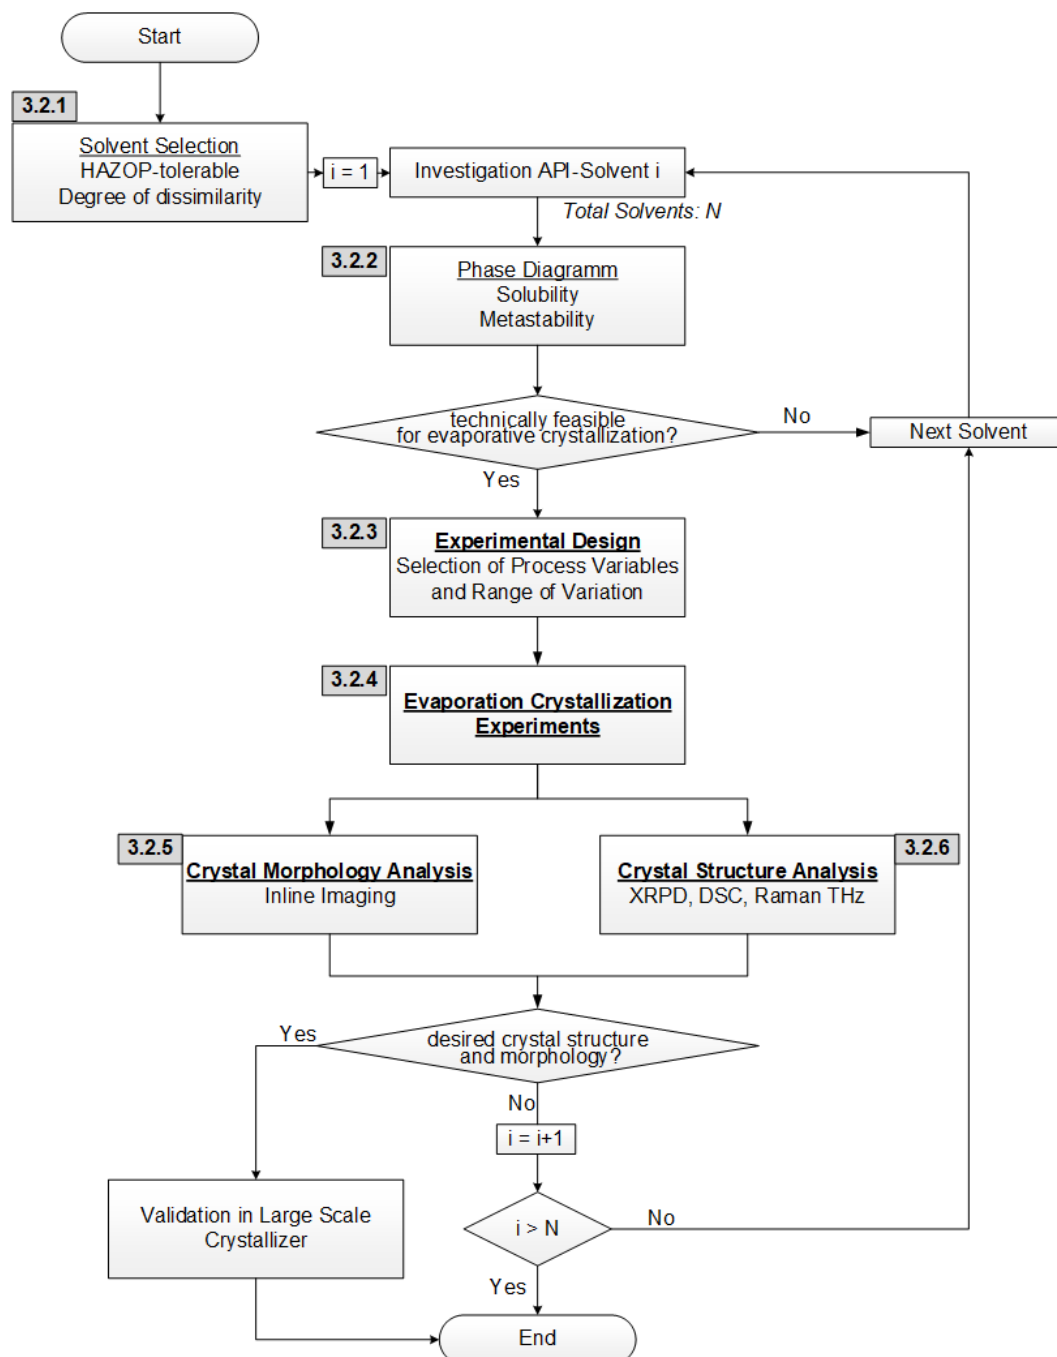 Start
3.2.1
Solvent Selection
HAZOP-tolerable
Degree of dissimilarity
i = 1
Investigation API-Solvent i
Total Solvents: N
3.2.2
Phase Diagramm
Solubility
Metastability
technically feasible
for evaporative crystallization?
No
Next Solvent
Yes
3.2.3
Experimental Design
Selection of Process Variables
and Range of Variation
3.2.4
Evaporation Crystallization
Experiments
3.2.5
Crystal Morphology Analysis
Inline Imaging
3.2.6
Crystal Structure Analysis
XRPD, DSC, Raman THz
Yes
desired crystal structure
and morphology?
No
i = i+1
Validation in Large Scale
Crystallizer
i > N
No
Yes
End